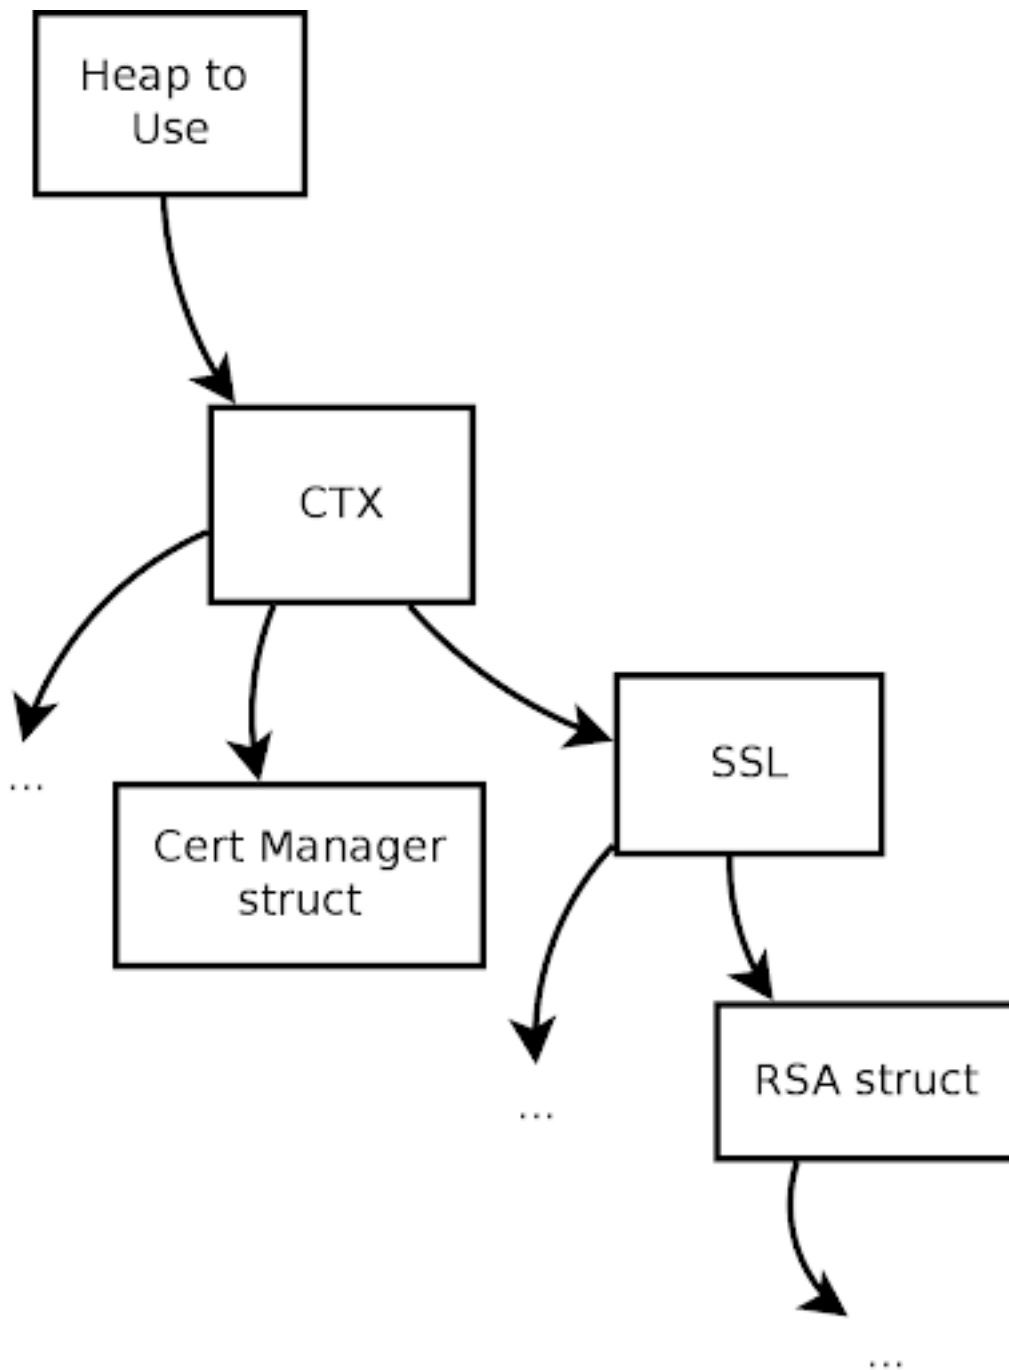 Heap to
Use
CTX
SSL
...
Cert Manager
struct
RSA struct
...
...